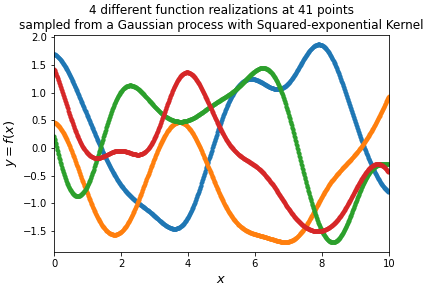 4 different function realizations at 41 points
sampled from a Gaussian process with Squared-exponential Kernel
2.0
1.5
1.0
0.5
0.0
−0.5
−1.0
−1.5
y = f(x)
0 2 4 6 8 10
x